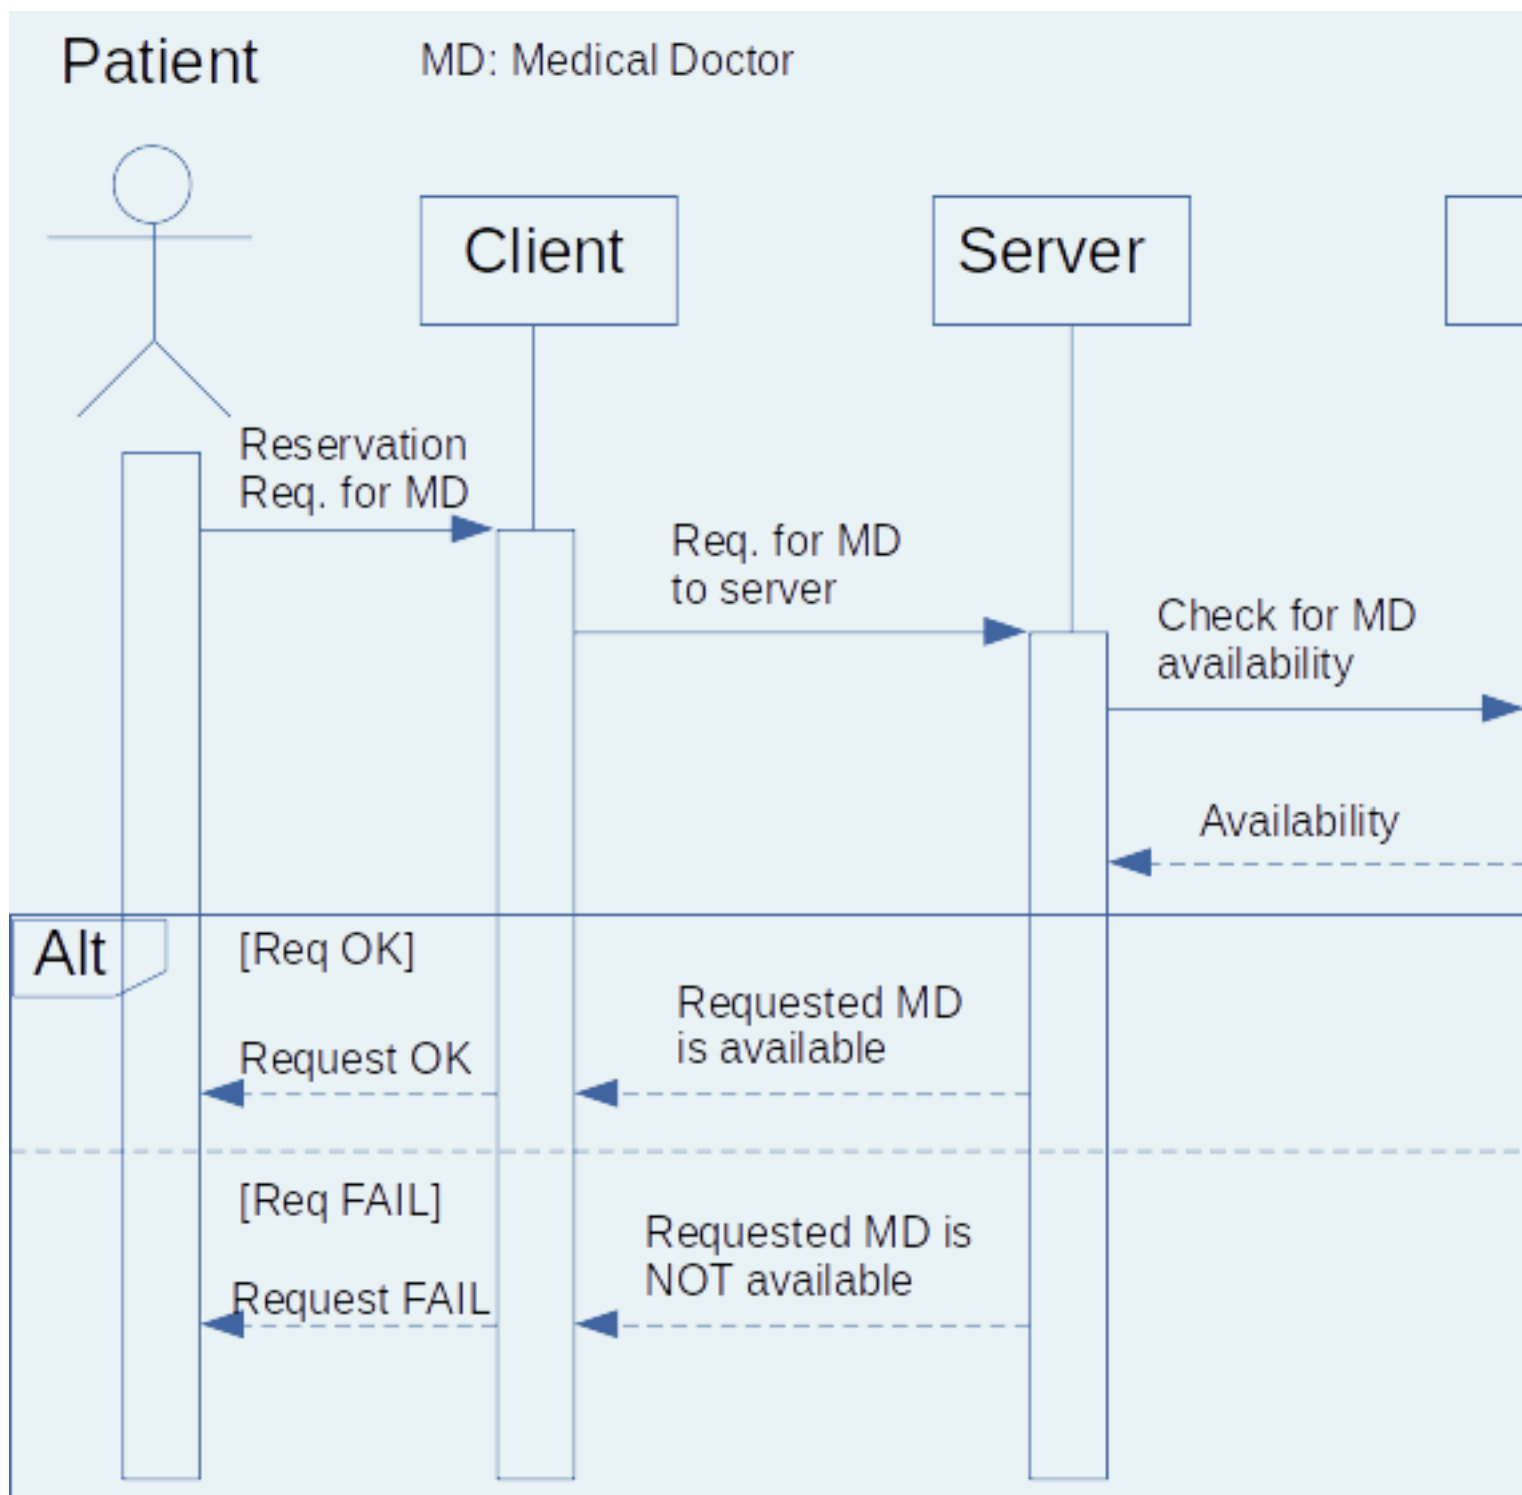 Patient
MD: Medical Doctor
Client
Server
Reservation
Req. for MD
Req. for MD
to server
Check for MD
availability
Availability
Alt
[Req OK]
Requested MD
is available
Request OK
[Req FAIL]
Requested MD is
NOT available
Request FAIL